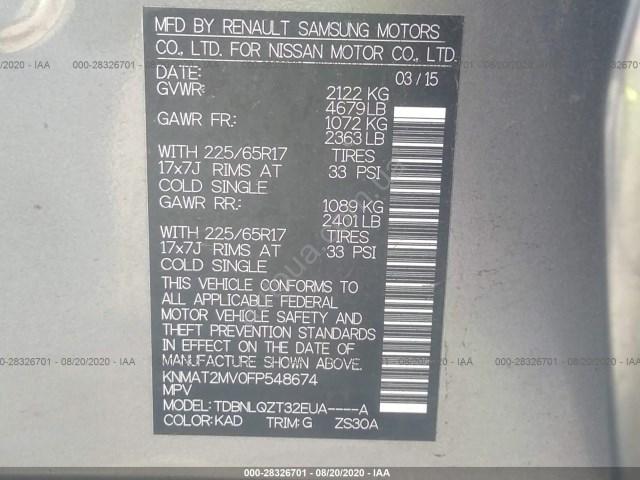 MFD BY RENAULT SAMSUNG MOTORS
CO., LTD. FOR NISSAN MOTOR CO., LTD.
DATE: 03/15
GVWR: 2122 KG
4679LB
GAWR FR.: 1072 KG
2363LB
WITH 225/65R17 TIRES
17x7J RIMS AT 33 PSI
COLD SINGLE
GAWR RR.: 1089 KG
2401LB
WITH 225/65R17 TIRES
17x7J RIMS AT 33 PSI
COLD SINGLE
THIS VEHICLE CONFORMS TO
ALL APPLICABLE FEDERAL
MOTOR VEHICLE SAFETY AND
THEFT PREVENTION STANDARDS
IN EFFECT ON THE DATE OF
MANUFACTURE SHOWN ABOVE.
KNMAT2MV0FP548674
MPV
MODEL: TDBNLQZT32EUA----A
COLOR: KAD TRIM: G ZS30A
000-28326701 - 08/20/2020 - IAA